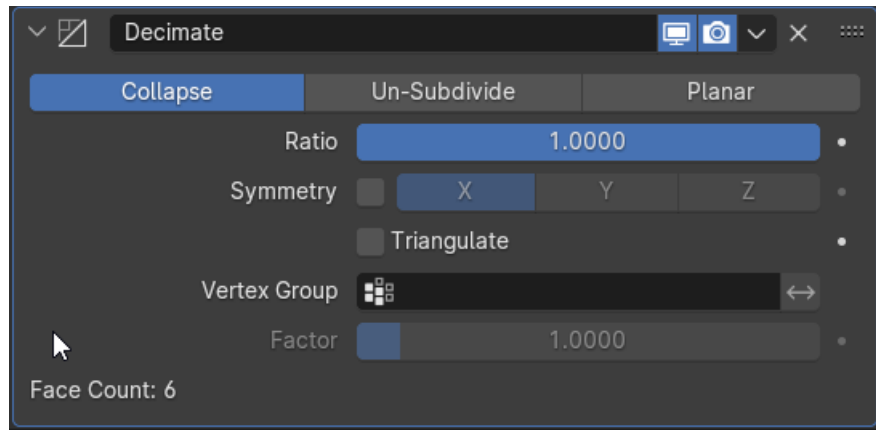 Decimate
Collapse Un-Subdivide Planar
Ratio 1.0000
Symmetry X Y Z
Triangulate
Vertex Group
Factor 1.0000
Face Count: 6